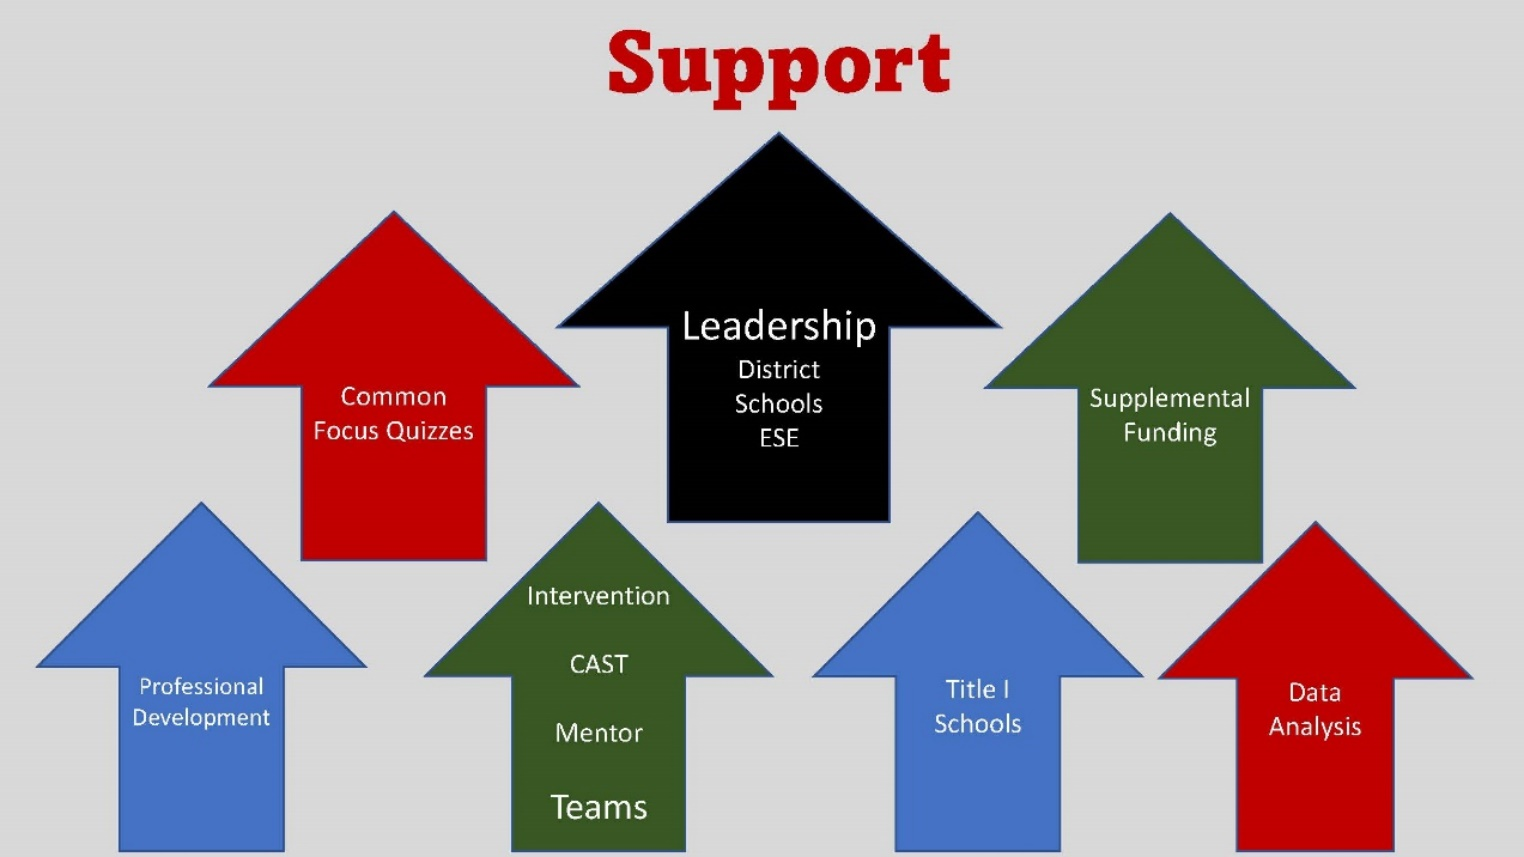 Support
Leadership
District
Schools
ESE
Common
Focus Quizzes
Supplemental
Funding
Professional
Development
Intervention
CAST
Mentor
Teams
Title I
Schools
Data
Analysis